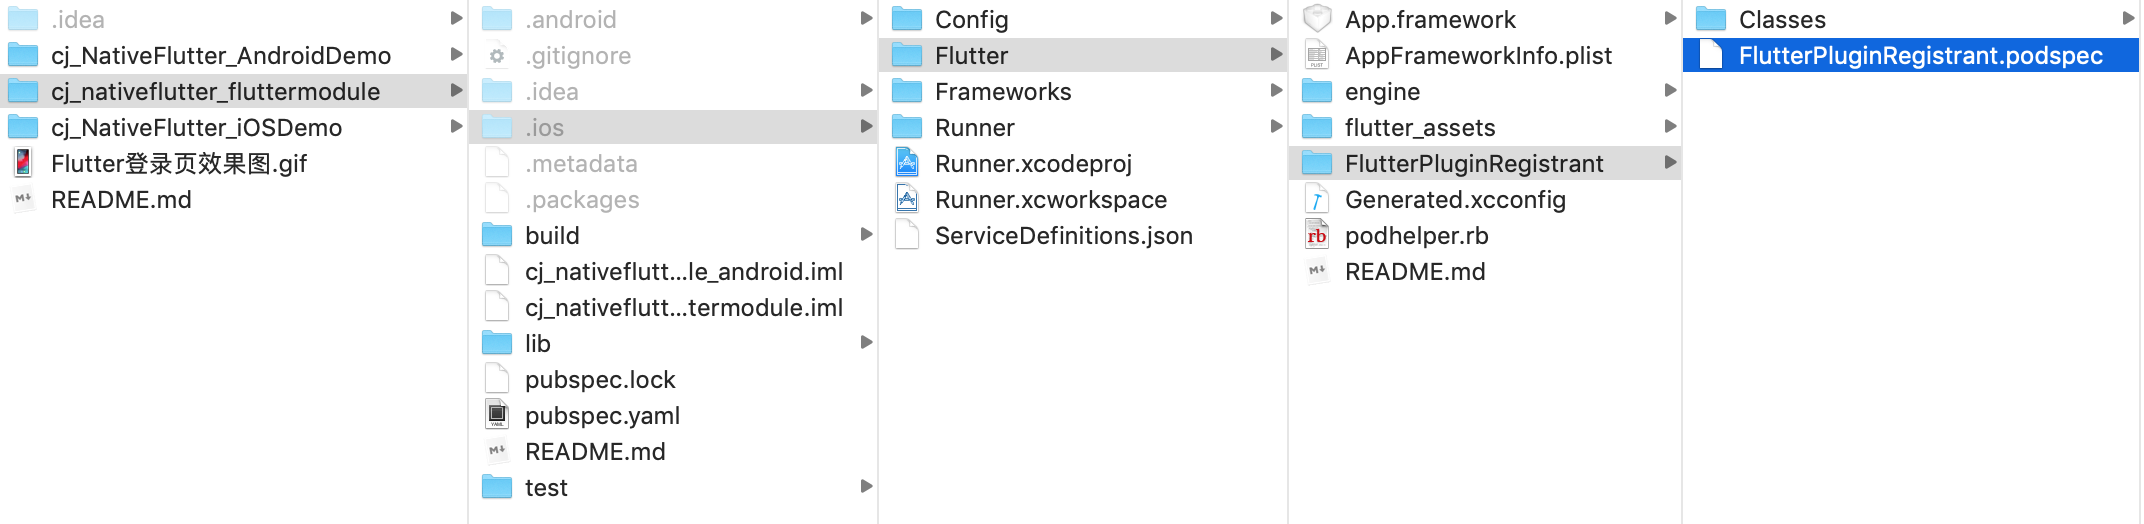 .idea
cj_NativeFlutter_AndroidDemo
cj_nativeflutter_fluttermodule
cj_NativeFlutter_iOSDemo
Flutter登录页效果图.gif
README.md
.android
.gitignore
.idea
.ios
.metadata
.packages
build
cj_nativeflutt...le_android.iml
cj_nativeflutt...termodule.iml
lib
pubspec.lock
pubspec.yaml
README.md
test
Config
Flutter
Frameworks
Runner
Runner.xcodeproj
Runner.xcworkspace
ServiceDefinitions.json
App.framework
AppFrameworkInfo.plist
engine
flutter_assets
FlutterPluginRegistrant
Generated.xcconfig
podhelper.rb
README.md
Classes
FlutterPluginRegistrant.podspec